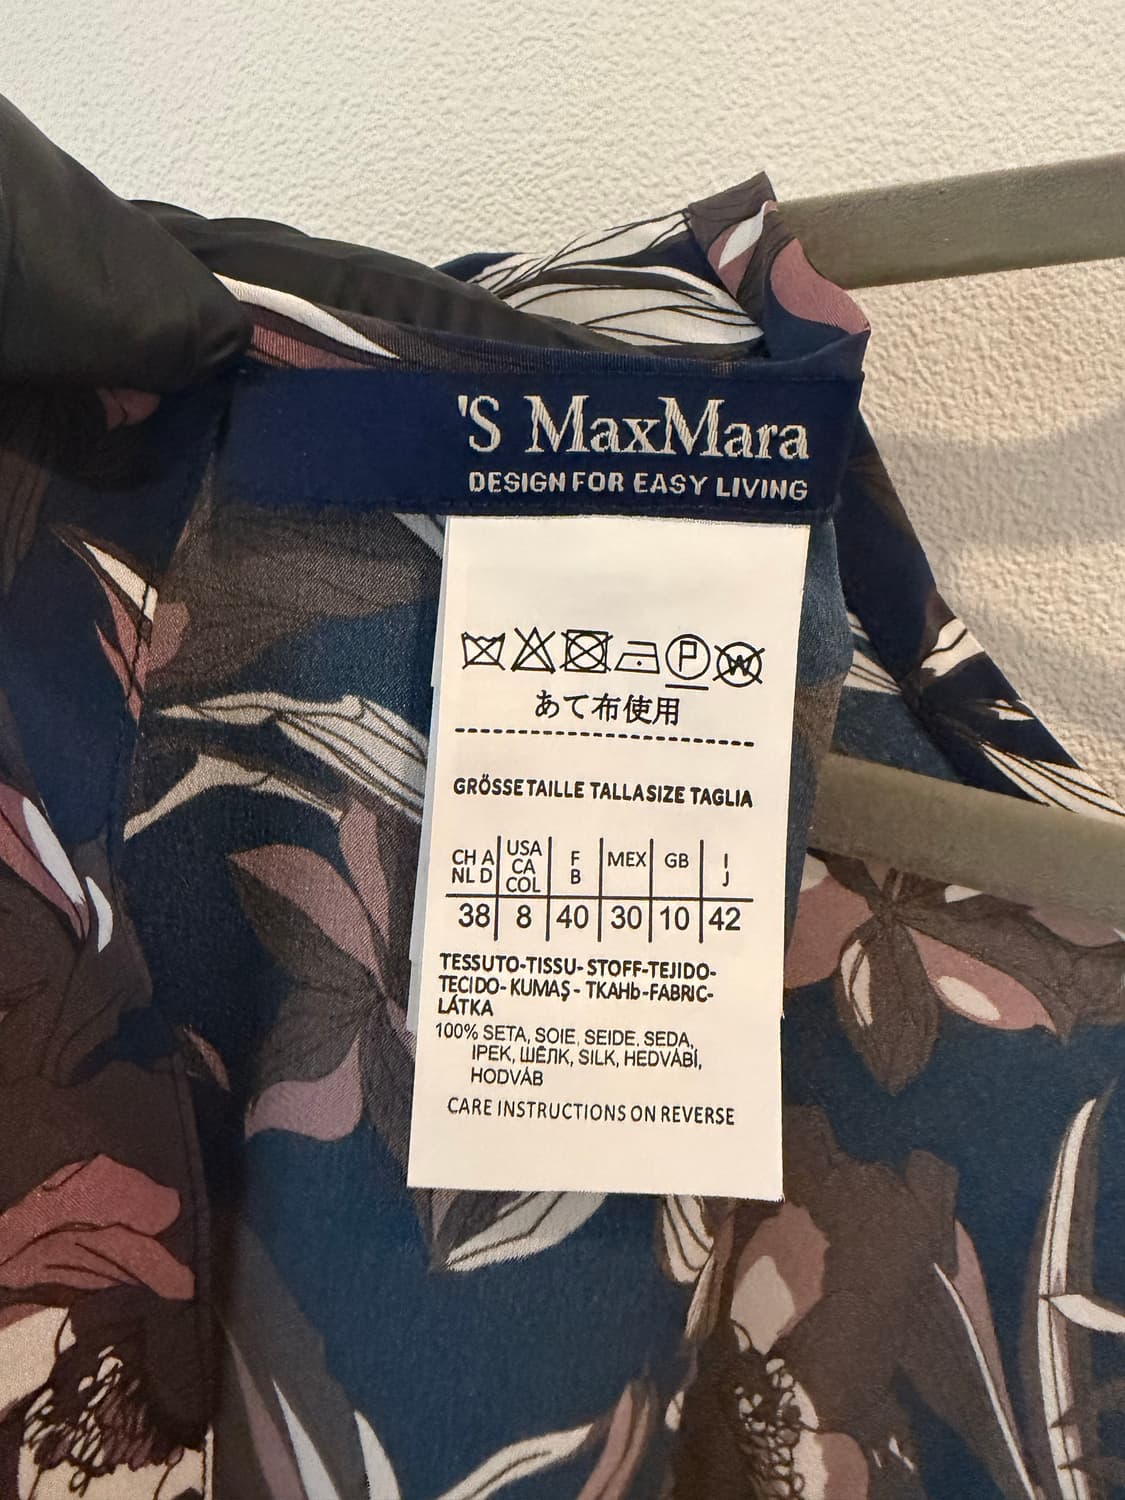 'S MaxMara
DESIGN FOR EASY LIVING
P W
あて布使用
GRÖSSE TAILLE TALLA SIZE TAGLIA
CH A NL D USA CA COL F B MEX GB I J
38 8 40 30 10 42
TESSUTO-TISSU-STOFF-TEJIDO-
TECIDO-KUMAŞ-TKAHb-FABRIC-
LÁTKA
100% SETA, SOIE, SEIDE, SEDA,
IPEK, ШЁЛК, SILK, HEDVÁBÍ,
HODVÁB
CARE INSTRUCTIONS ON REVERSE